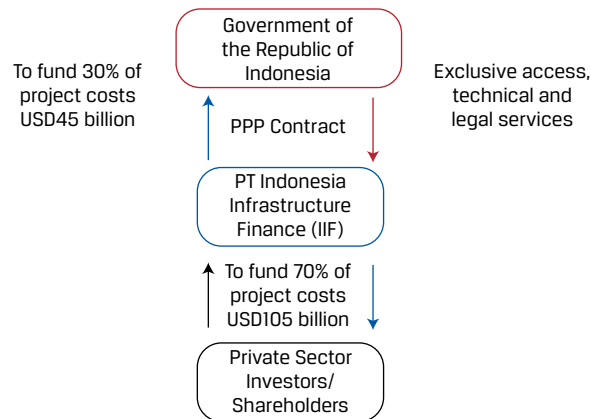 Government of
the Republic of
Indonesia
To fund 30% of
project costs
USD45 billion
Exclusive access,
technical and
legal services
PPP Contract
PT Indonesia
Infrastructure
Finance (IIF)
To fund 70% of
project costs
USD105 billion
Private Sector
Investors/
Shareholders